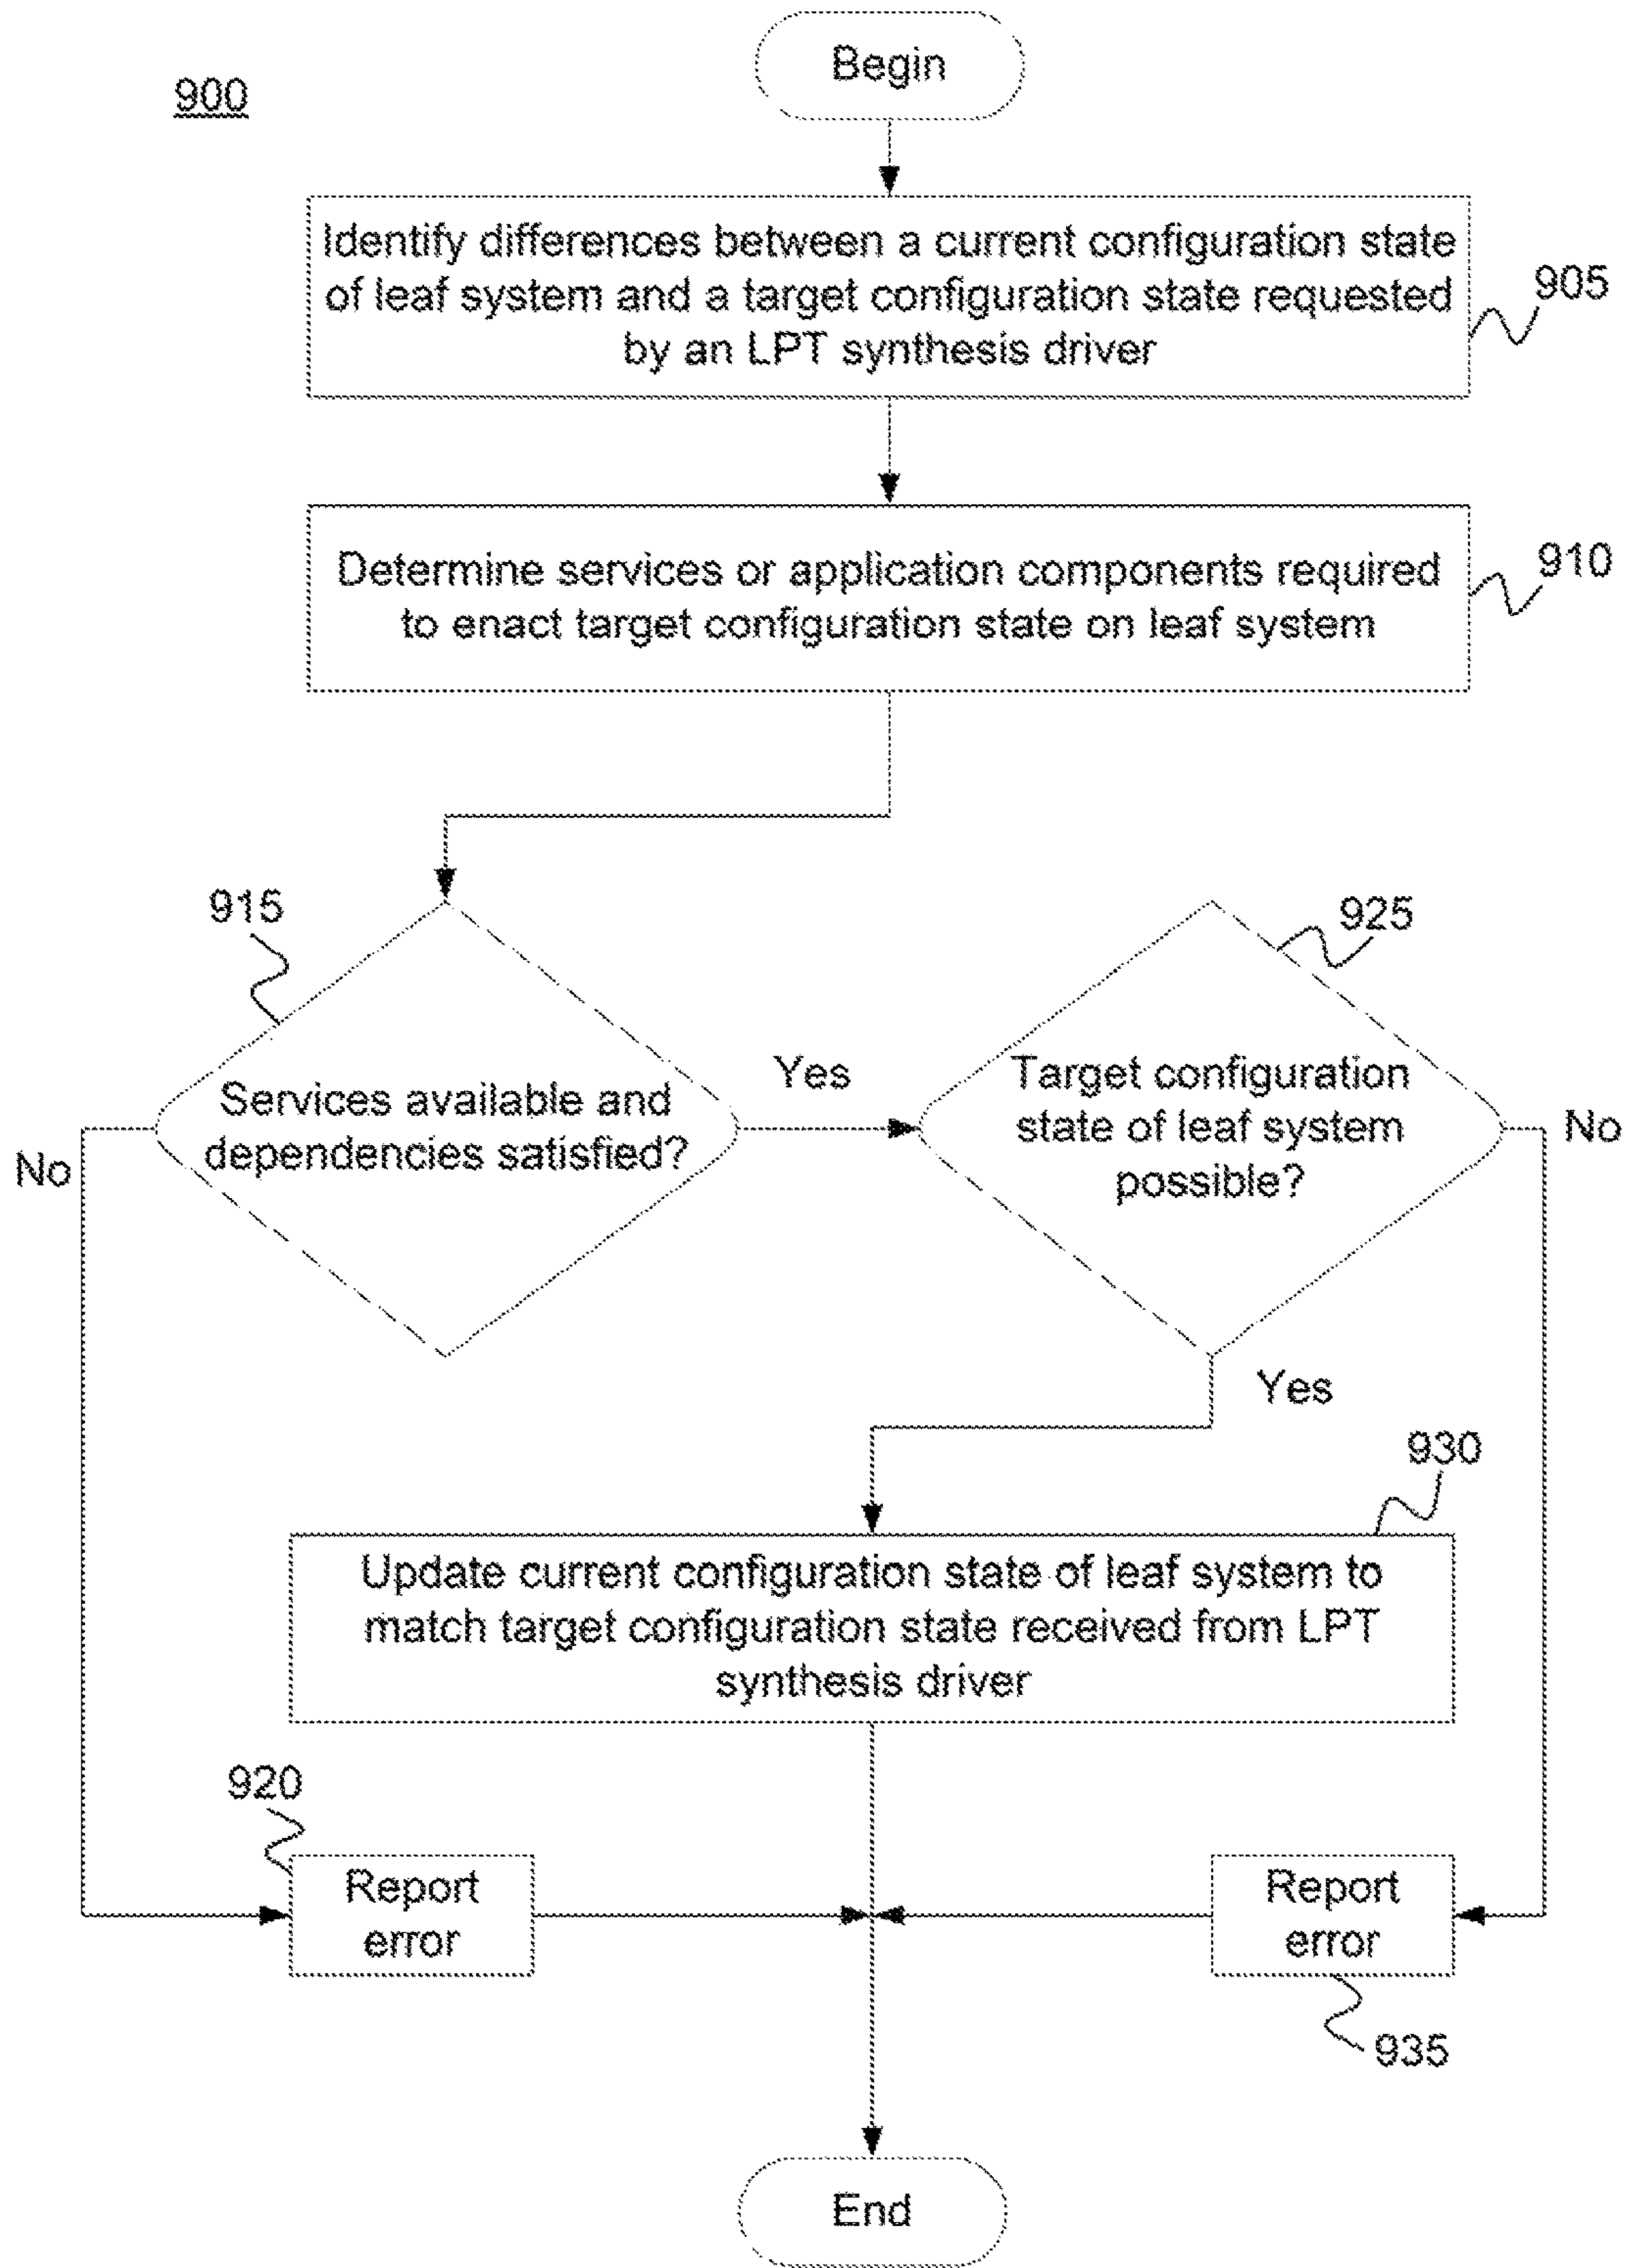 Begin
900
Identify differences between a current configuration state
of leaf system and a target configuration state requested
by an LPT synthesis driver
905
Determine services or application components required
to enact target configuration state on leaf system
910
915
925
Services available and
dependencies satisfied?
Yes
Target configuration
state of leaf system
possible?
No
No
Yes
930
Update current configuration state of leaf system to
match target configuration state received from LPT
synthesis driver
920
Report
error
Report
error
935
End